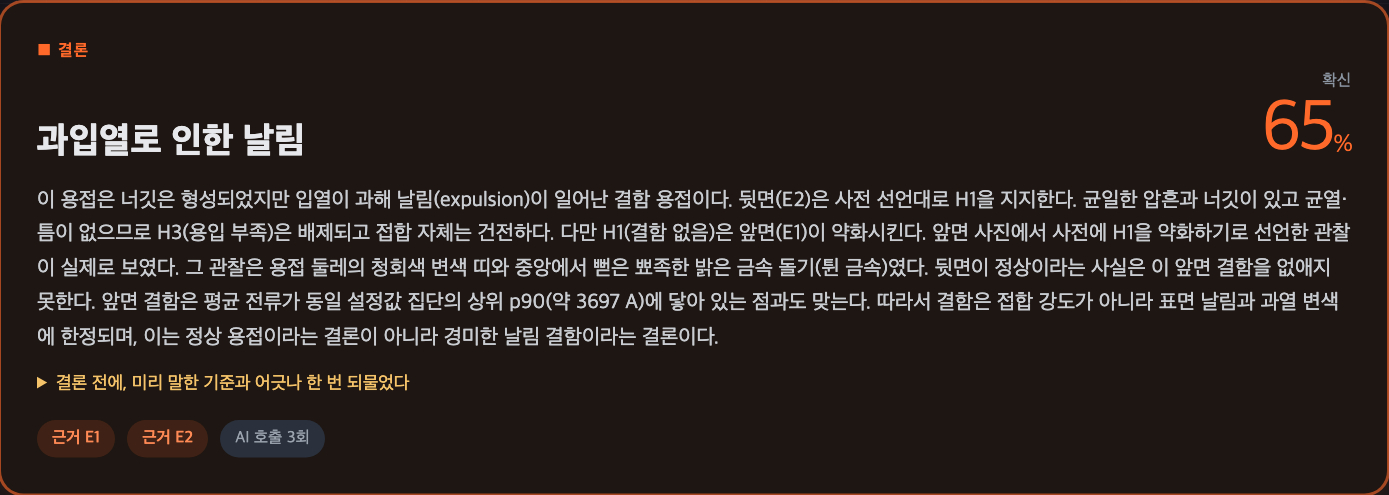 ■ 결론
확신
과입열로 인한 날림
65%
이 용접은 너깃은 형성되었지만 입열이 과해 날림(expulsion)이 일어난 결함 용접이다. 뒷면(E2)은 사전 선언대로 H1을 지지한다. 균일한 압흔과 너깃이 있고 균열·
틈이 없으므로 H3(용입 부족)은 배제되고 접합 자체는 건전하다. 다만 H1(결함 없음)은 앞면(E1)이 약화시킨다. 앞면 사진에서 사전에 H1을 약화하기로 선언한 관찰
이 실제로 보였다. 그 관찰은 용접 둘레의 청회색 변색 띠와 중앙에서 뻗은 뾰족한 밝은 금속 돌기(튄 금속)였다. 뒷면이 정상이라는 사실은 이 앞면 결함을 없애지
못한다. 앞면 결함은 평균 전류가 동일 설정값 집단의 상위 p90(약 3697 A)에 닿아 있는 점과도 맞는다. 따라서 결함은 접합 강도가 아니라 표면 날림과 과열 변색
에 한정되며, 이는 정상 용접이라는 결론이 아니라 경미한 날림 결함이라는 결론이다.
▶ 결론 전에, 미리 말한 기준과 어긋나 한 번 되물었다
근거 E1 근거 E2 AI 호출 3회